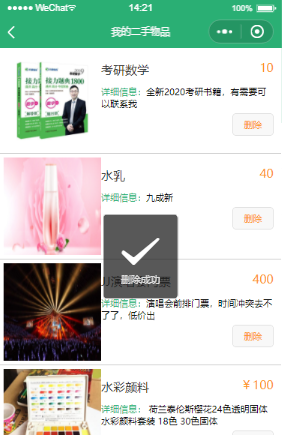 WeChat 14:21 100%
我的二手物品
接力题典1800
考研数学 10
详细信息：全新2020考研书籍，有需要可
以联系我
删除
水乳 40
详细信息：九成新
删除
删除成功
400
详细信息：演唱会前排门票，时间冲突去不
了了，低价出
删除
水彩颜料 ￥100
详细信息： 荷兰泰伦斯樱花24色透明固体
水彩颜料套装 18色 30色固体
删除